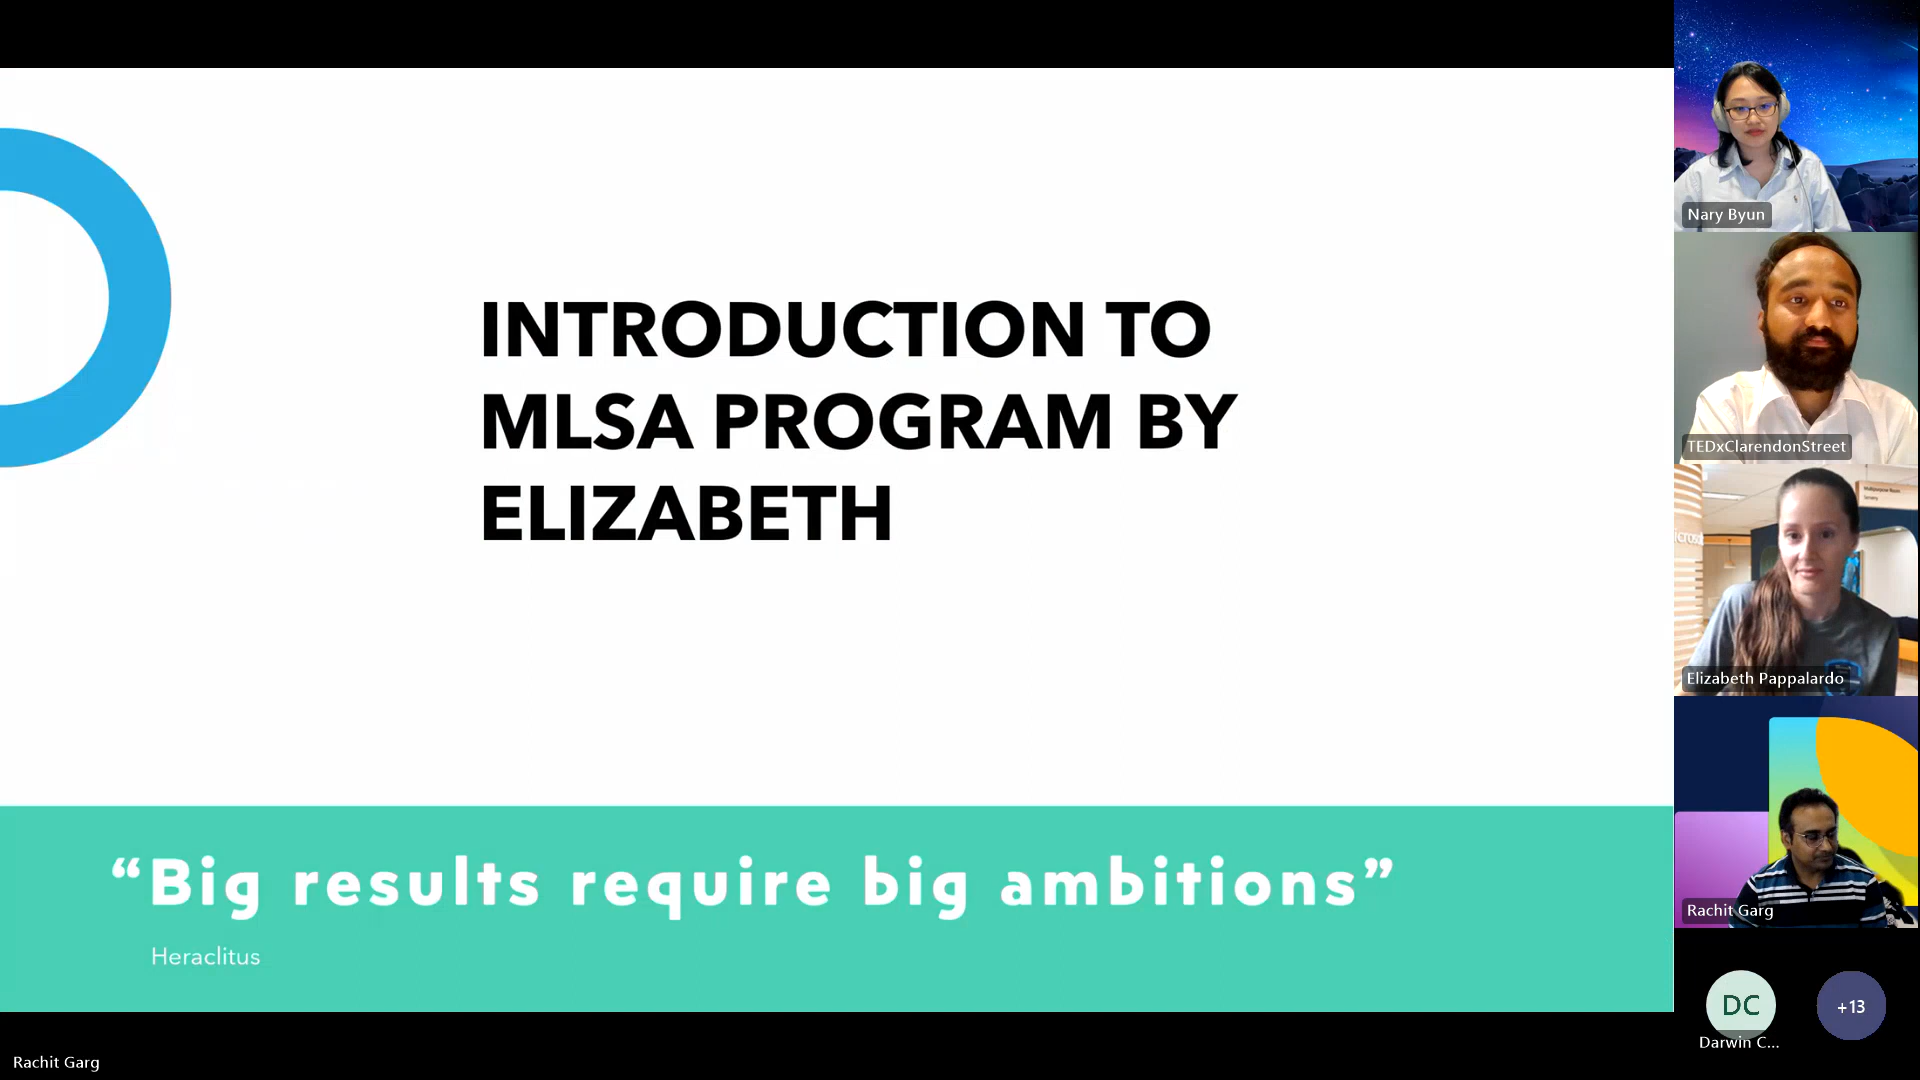 INTRODUCTION TO
MLSA PROGRAM BY
ELIZABETH
“Big results require big ambitions”
Heraclitus
Rachit Garg
Nary Byun
TEDxClarendonStreet
Elizabeth Pappalardo
Rachit Garg
DC
Darwin C...
+13